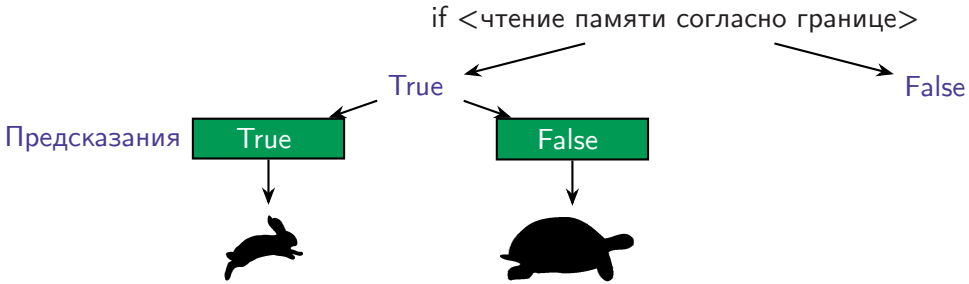 if <чтение памяти согласно границе>
True
False
Предсказания
True
False